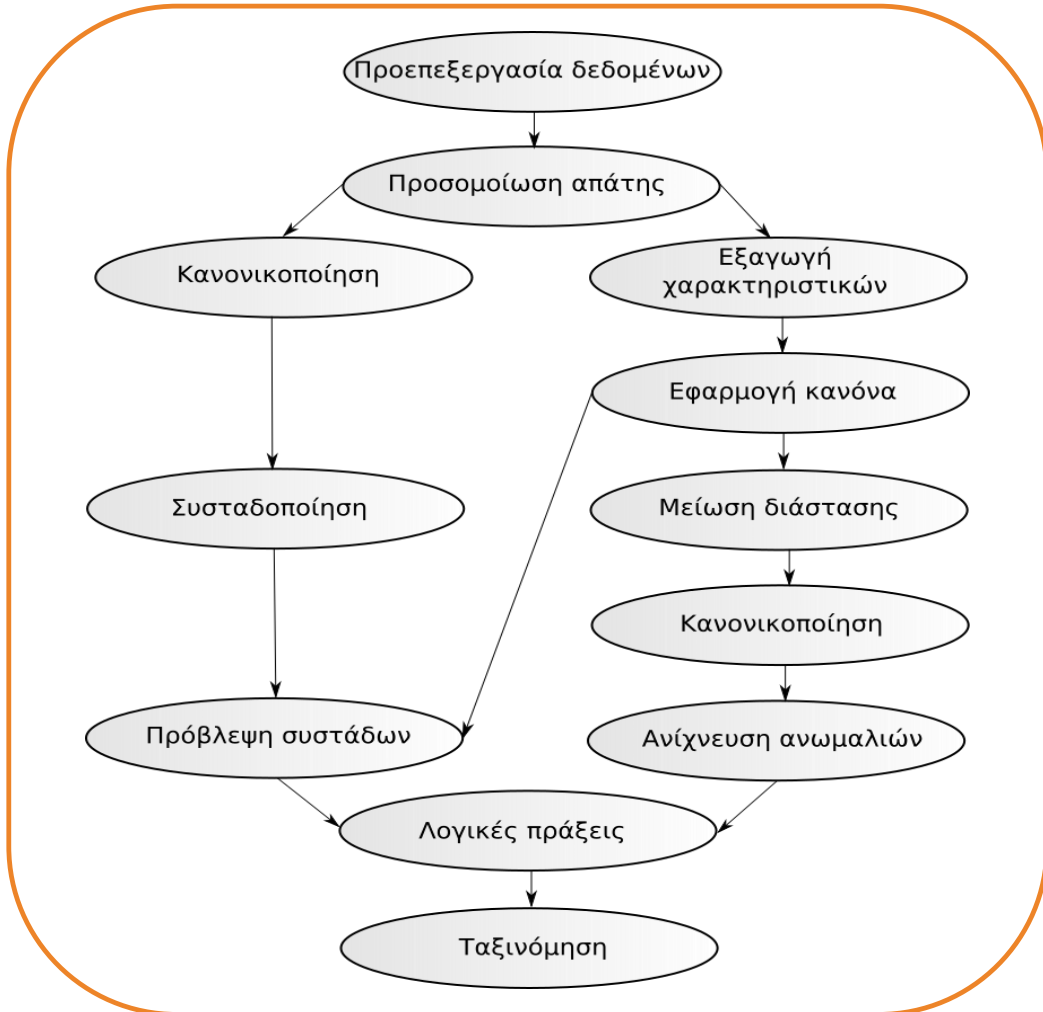 Προεπεξεργασία δεδομένων
Προσομοίωση απάτης
Κανονικοποίηση
Εξαγωγή
χαρακτηριστικών
Εφαρμογή κανόνα
Συσταδοποίηση
Μείωση διάστασης
Κανονικοποίηση
Πρόβλεψη συστάδων
Ανίχνευση ανωμαλιών
Λογικές πράξεις
Ταξινόμηση